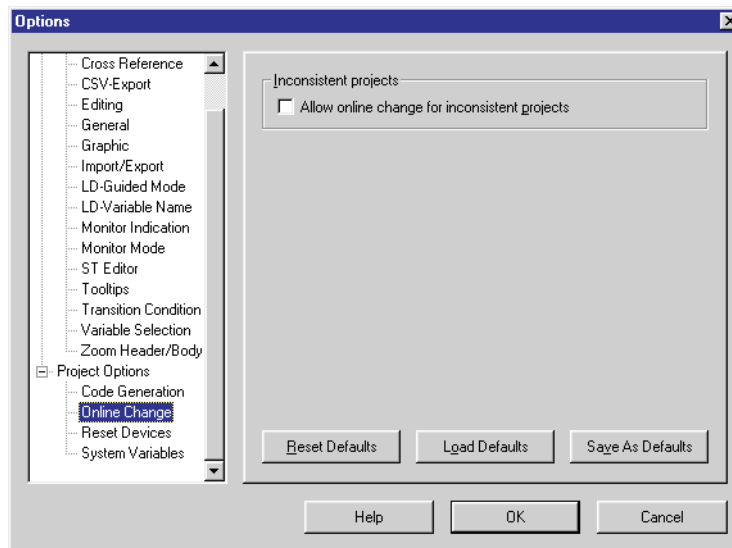 Options
Cross Reference
CSV-Export
Editing
General
Graphic
Import/Export
LD-Guided Mode
LD-Variable Name
Monitor Indication
Monitor Mode
ST Editor
Tooltips
Transition Condition
Variable Selection
Zoom Header/Body
Project Options
Code Generation
Online Change
Reset Devices
System Variables
Inconsistent projects
Allow online change for inconsistent projects
Reset Defaults
Load Defaults
Save As Defaults
Help
OK
Cancel